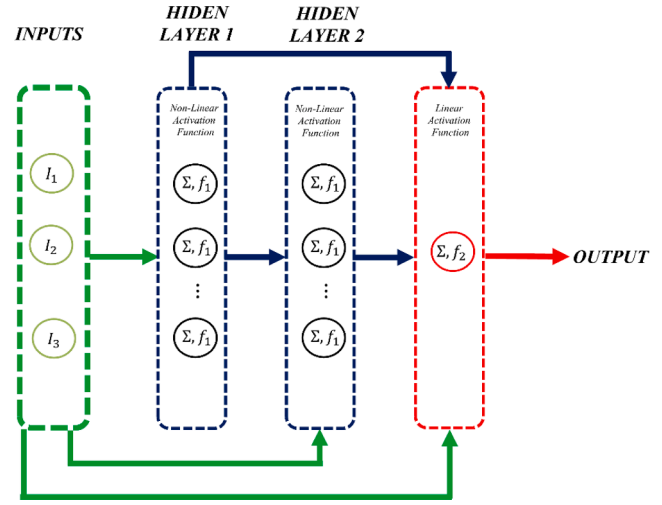 INPUTS
HIDEN
LAYER 1
HIDEN
LAYER 2
Non-Linear
Activation
Function
Non-Linear
Activation
Function
Linear
Activation
Function
I₁
I₂
I₃
Σ, f₁
Σ, f₁
⋮
Σ, f₁
Σ, f₁
Σ, f₁
⋮
Σ, f₁
Σ, f₂
OUTPUT